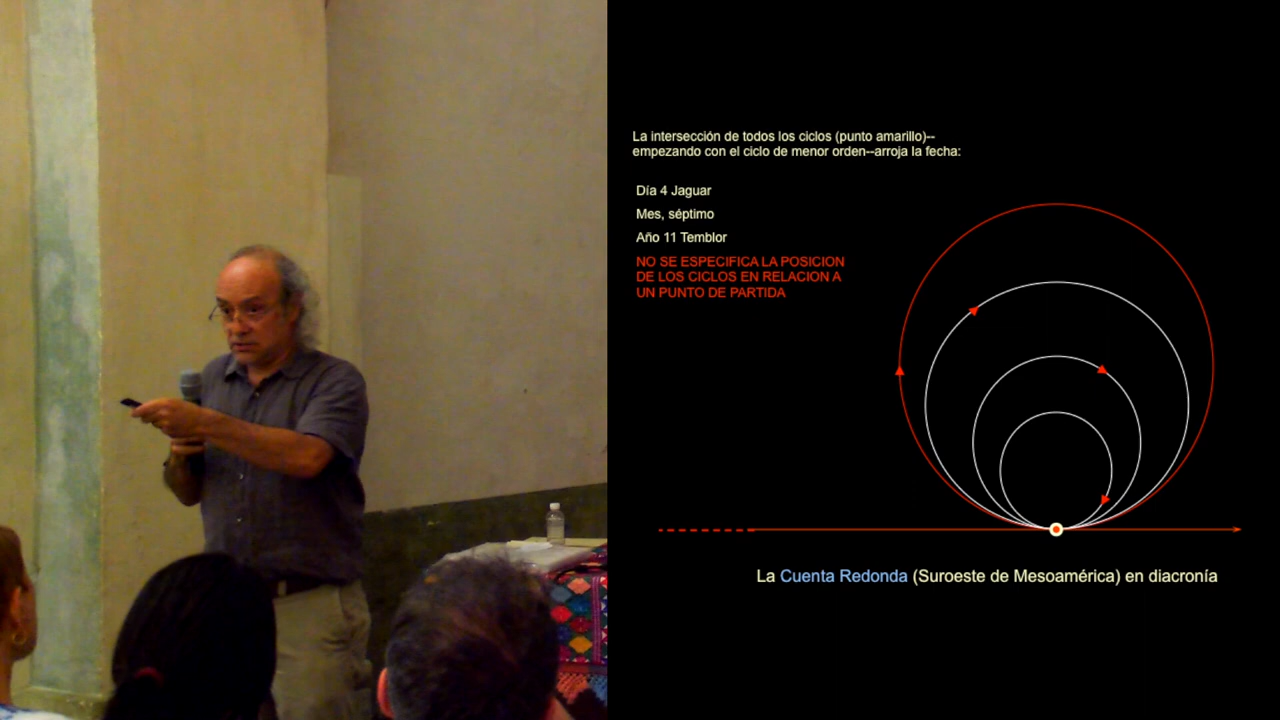 La intersección de todos los ciclos (punto amarillo)--
empezando con el ciclo de menor orden--arroja la fecha:
Día 4 Jaguar
Mes, séptimo
Año 11 Temblor
NO SE ESPECIFICA LA POSICION
DE LOS CICLOS EN RELACION A
UN PUNTO DE PARTIDA
La Cuenta Redonda (Suroeste de Mesoamérica) en diacronía